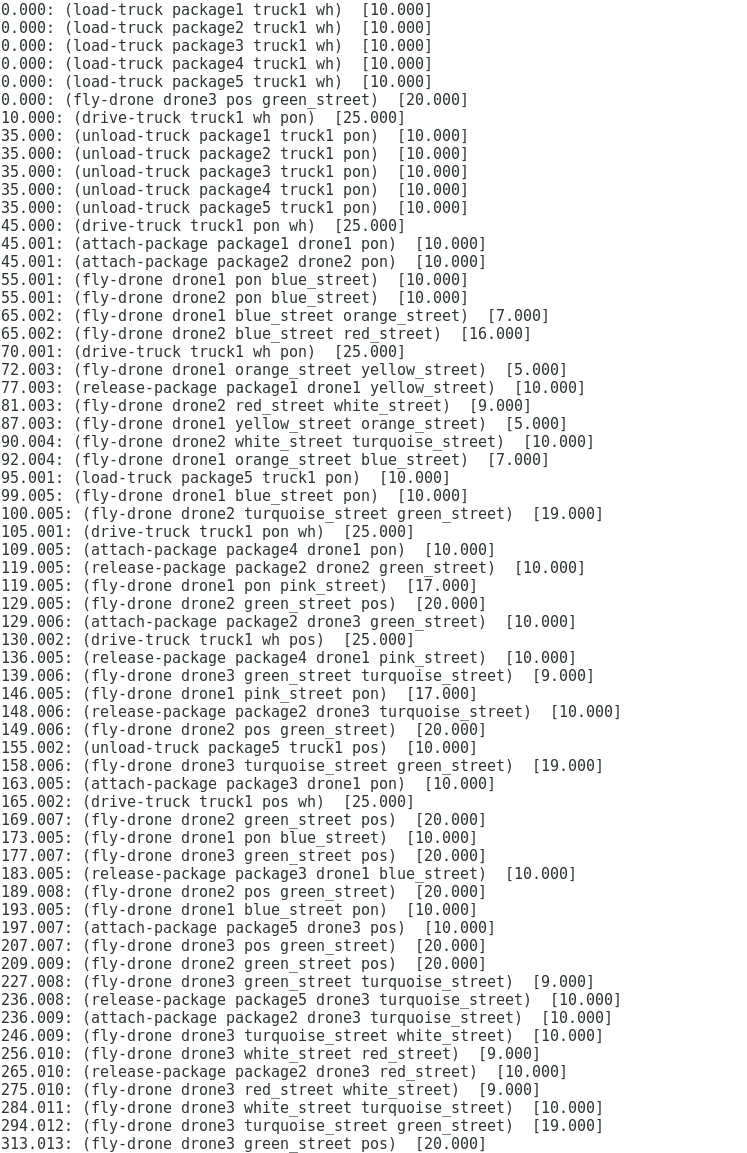 0.000: (load-truck package1 truck1 wh)  [10.000]
0.000: (load-truck package2 truck1 wh)  [10.000]
0.000: (load-truck package3 truck1 wh)  [10.000]
0.000: (load-truck package4 truck1 wh)  [10.000]
0.000: (load-truck package5 truck1 wh)  [10.000]
0.000: (fly-drone drone3 pos green_street)  [20.000]
10.000: (drive-truck truck1 wh pon)  [25.000]
35.000: (unload-truck package1 truck1 pon)  [10.000]
35.000: (unload-truck package2 truck1 pon)  [10.000]
35.000: (unload-truck package3 truck1 pon)  [10.000]
35.000: (unload-truck package4 truck1 pon)  [10.000]
35.000: (unload-truck package5 truck1 pon)  [10.000]
45.000: (drive-truck truck1 pon wh)  [25.000]
45.001: (attach-package package1 drone1 pon)  [10.000]
45.001: (attach-package package2 drone2 pon)  [10.000]
55.001: (fly-drone drone1 pon blue_street)  [10.000]
55.001: (fly-drone drone2 pon blue_street)  [10.000]
65.002: (fly-drone drone1 blue_street orange_street)  [7.000]
65.002: (fly-drone drone2 blue_street red_street)  [16.000]
70.001: (drive-truck truck1 wh pon)  [25.000]
72.003: (fly-drone drone1 orange_street yellow_street)  [5.000]
77.003: (release-package package1 drone1 yellow_street)  [10.000]
81.003: (fly-drone drone2 red_street white_street)  [9.000]
87.003: (fly-drone drone1 yellow_street orange_street)  [5.000]
90.004: (fly-drone drone2 white_street turquoise_street)  [10.000]
92.004: (fly-drone drone1 orange_street blue_street)  [7.000]
95.001: (load-truck package5 truck1 pon)  [10.000]
99.005: (fly-drone drone1 blue_street pon)  [10.000]
100.005: (fly-drone drone2 turquoise_street green_street)  [19.000]
105.001: (drive-truck truck1 pon wh)  [25.000]
109.005: (attach-package package4 drone1 pon)  [10.000]
119.005: (release-package package2 drone2 green_street)  [10.000]
119.005: (fly-drone drone1 pon pink_street)  [17.000]
129.005: (fly-drone drone2 green_street pos)  [20.000]
129.006: (attach-package package2 drone3 green_street)  [10.000]
130.002: (drive-truck truck1 wh pos)  [25.000]
136.005: (release-package package4 drone1 pink_street)  [10.000]
139.006: (fly-drone drone3 green_street turquoise_street)  [9.000]
146.005: (fly-drone drone1 pink_street pon)  [17.000]
148.006: (release-package package2 drone3 turquoise_street)  [10.000]
149.006: (fly-drone drone2 pos green_street)  [20.000]
155.002: (unload-truck package5 truck1 pos)  [10.000]
158.006: (fly-drone drone3 turquoise_street green_street)  [19.000]
163.005: (attach-package package3 drone1 pon)  [10.000]
165.002: (drive-truck truck1 pos wh)  [25.000]
169.007: (fly-drone drone2 green_street pos)  [20.000]
173.005: (fly-drone drone1 pon blue_street)  [10.000]
177.007: (fly-drone drone3 green_street pos)  [20.000]
183.005: (release-package package3 drone1 blue_street)  [10.000]
189.008: (fly-drone drone2 pos green_street)  [20.000]
193.005: (fly-drone drone1 blue_street pon)  [10.000]
197.007: (attach-package package5 drone3 pos)  [10.000]
207.007: (fly-drone drone3 pos green_street)  [20.000]
209.009: (fly-drone drone2 green_street pos)  [20.000]
227.008: (fly-drone drone3 green_street turquoise_street)  [9.000]
236.008: (release-package package5 drone3 turquoise_street)  [10.000]
236.009: (attach-package package2 drone3 turquoise_street)  [10.000]
246.009: (fly-drone drone3 turquoise_street white_street)  [10.000]
256.010: (fly-drone drone3 white_street red_street)  [9.000]
265.010: (release-package package2 drone3 red_street)  [10.000]
275.010: (fly-drone drone3 red_street white_street)  [9.000]
284.011: (fly-drone drone3 white_street turquoise_street)  [10.000]
294.012: (fly-drone drone3 turquoise_street green_street)  [19.000]
313.013: (fly-drone drone3 green_street pos)  [20.000]